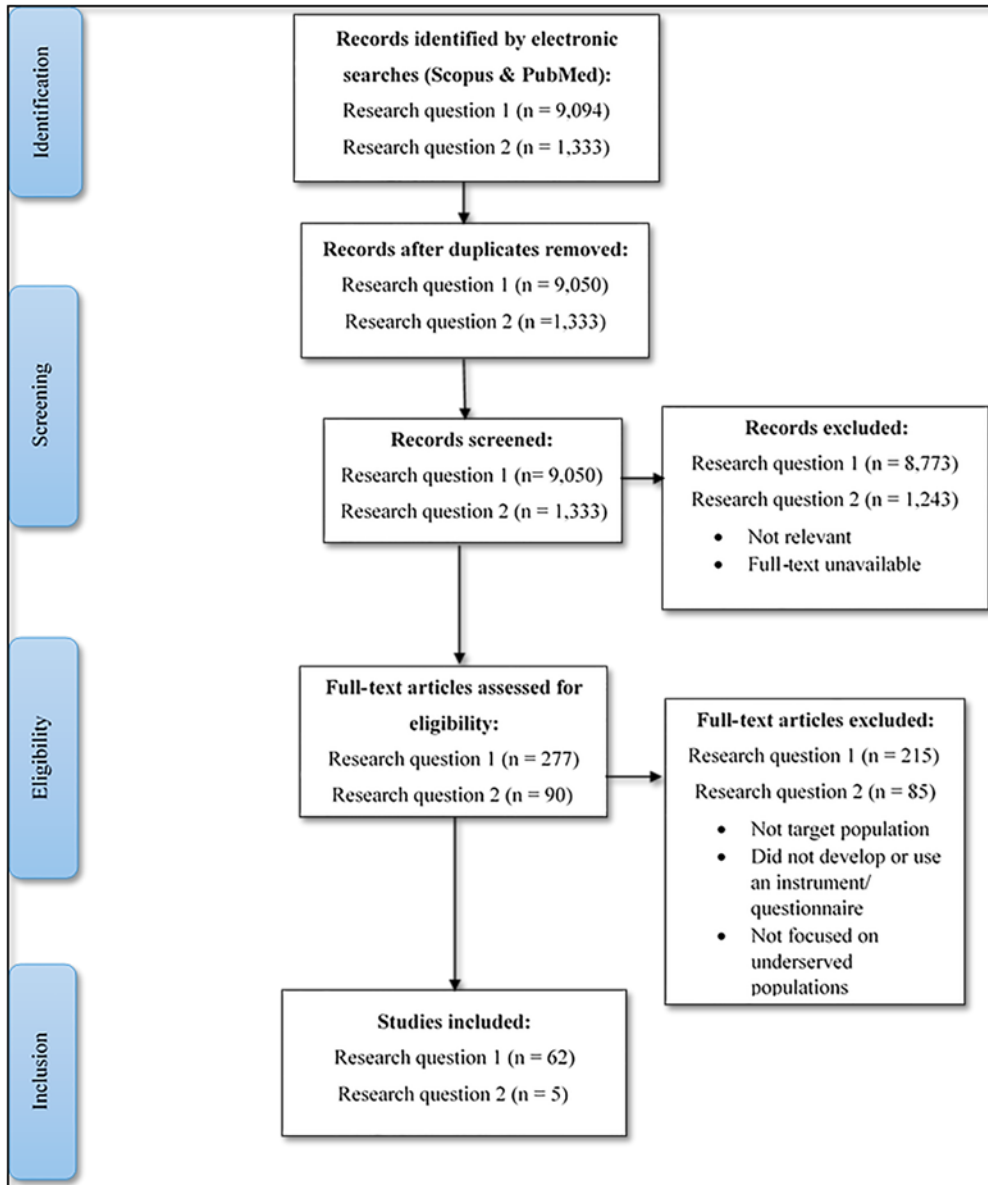 Identification
Records identified by electronic
searches (Scopus & PubMed):
Research question 1 (n = 9,094)
Research question 2 (n = 1,333)
Records after duplicates removed:
Research question 1 (n = 9,050)
Research question 2 (n =1,333)
Screening
Records screened:
Research question 1 (n= 9,050)
Research question 2 (n = 1,333)
Records excluded:
Research question 1 (n = 8,773)
Research question 2 (n = 1,243)
• Not relevant
• Full-text unavailable
Eligibility
Full-text articles assessed for
eligibility:
Research question 1 (n = 277)
Research question 2 (n = 90)
Full-text articles excluded:
Research question 1 (n = 215)
Research question 2 (n = 85)
• Not target population
• Did not develop or use
an instrument/
questionnaire
• Not focused on
underserved
populations
Inclusion
Studies included:
Research question 1 (n = 62)
Research question 2 (n = 5)